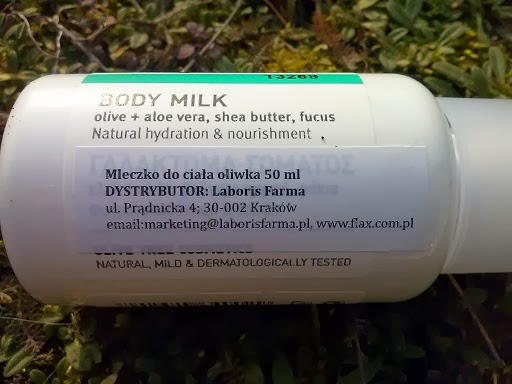 13289
BODY MILK
olive + aloe vera, shea butter, fucus
Natural hydration & nourishment
ΓΑΛΑΚΤΩΜΑ ΣΩΜΑΤΟΣ
Mleczko do ciała oliwka 50 ml
DYSTRYBUTOR: Laboris Farma
ul. Prądnicka 4; 30-002 Kraków
email:marketing@laborisfarma.pl, www.flax.com.pl
OLIVE TREE COSMETICS
NATURAL, MILD & DERMATOLOGICALLY TESTED